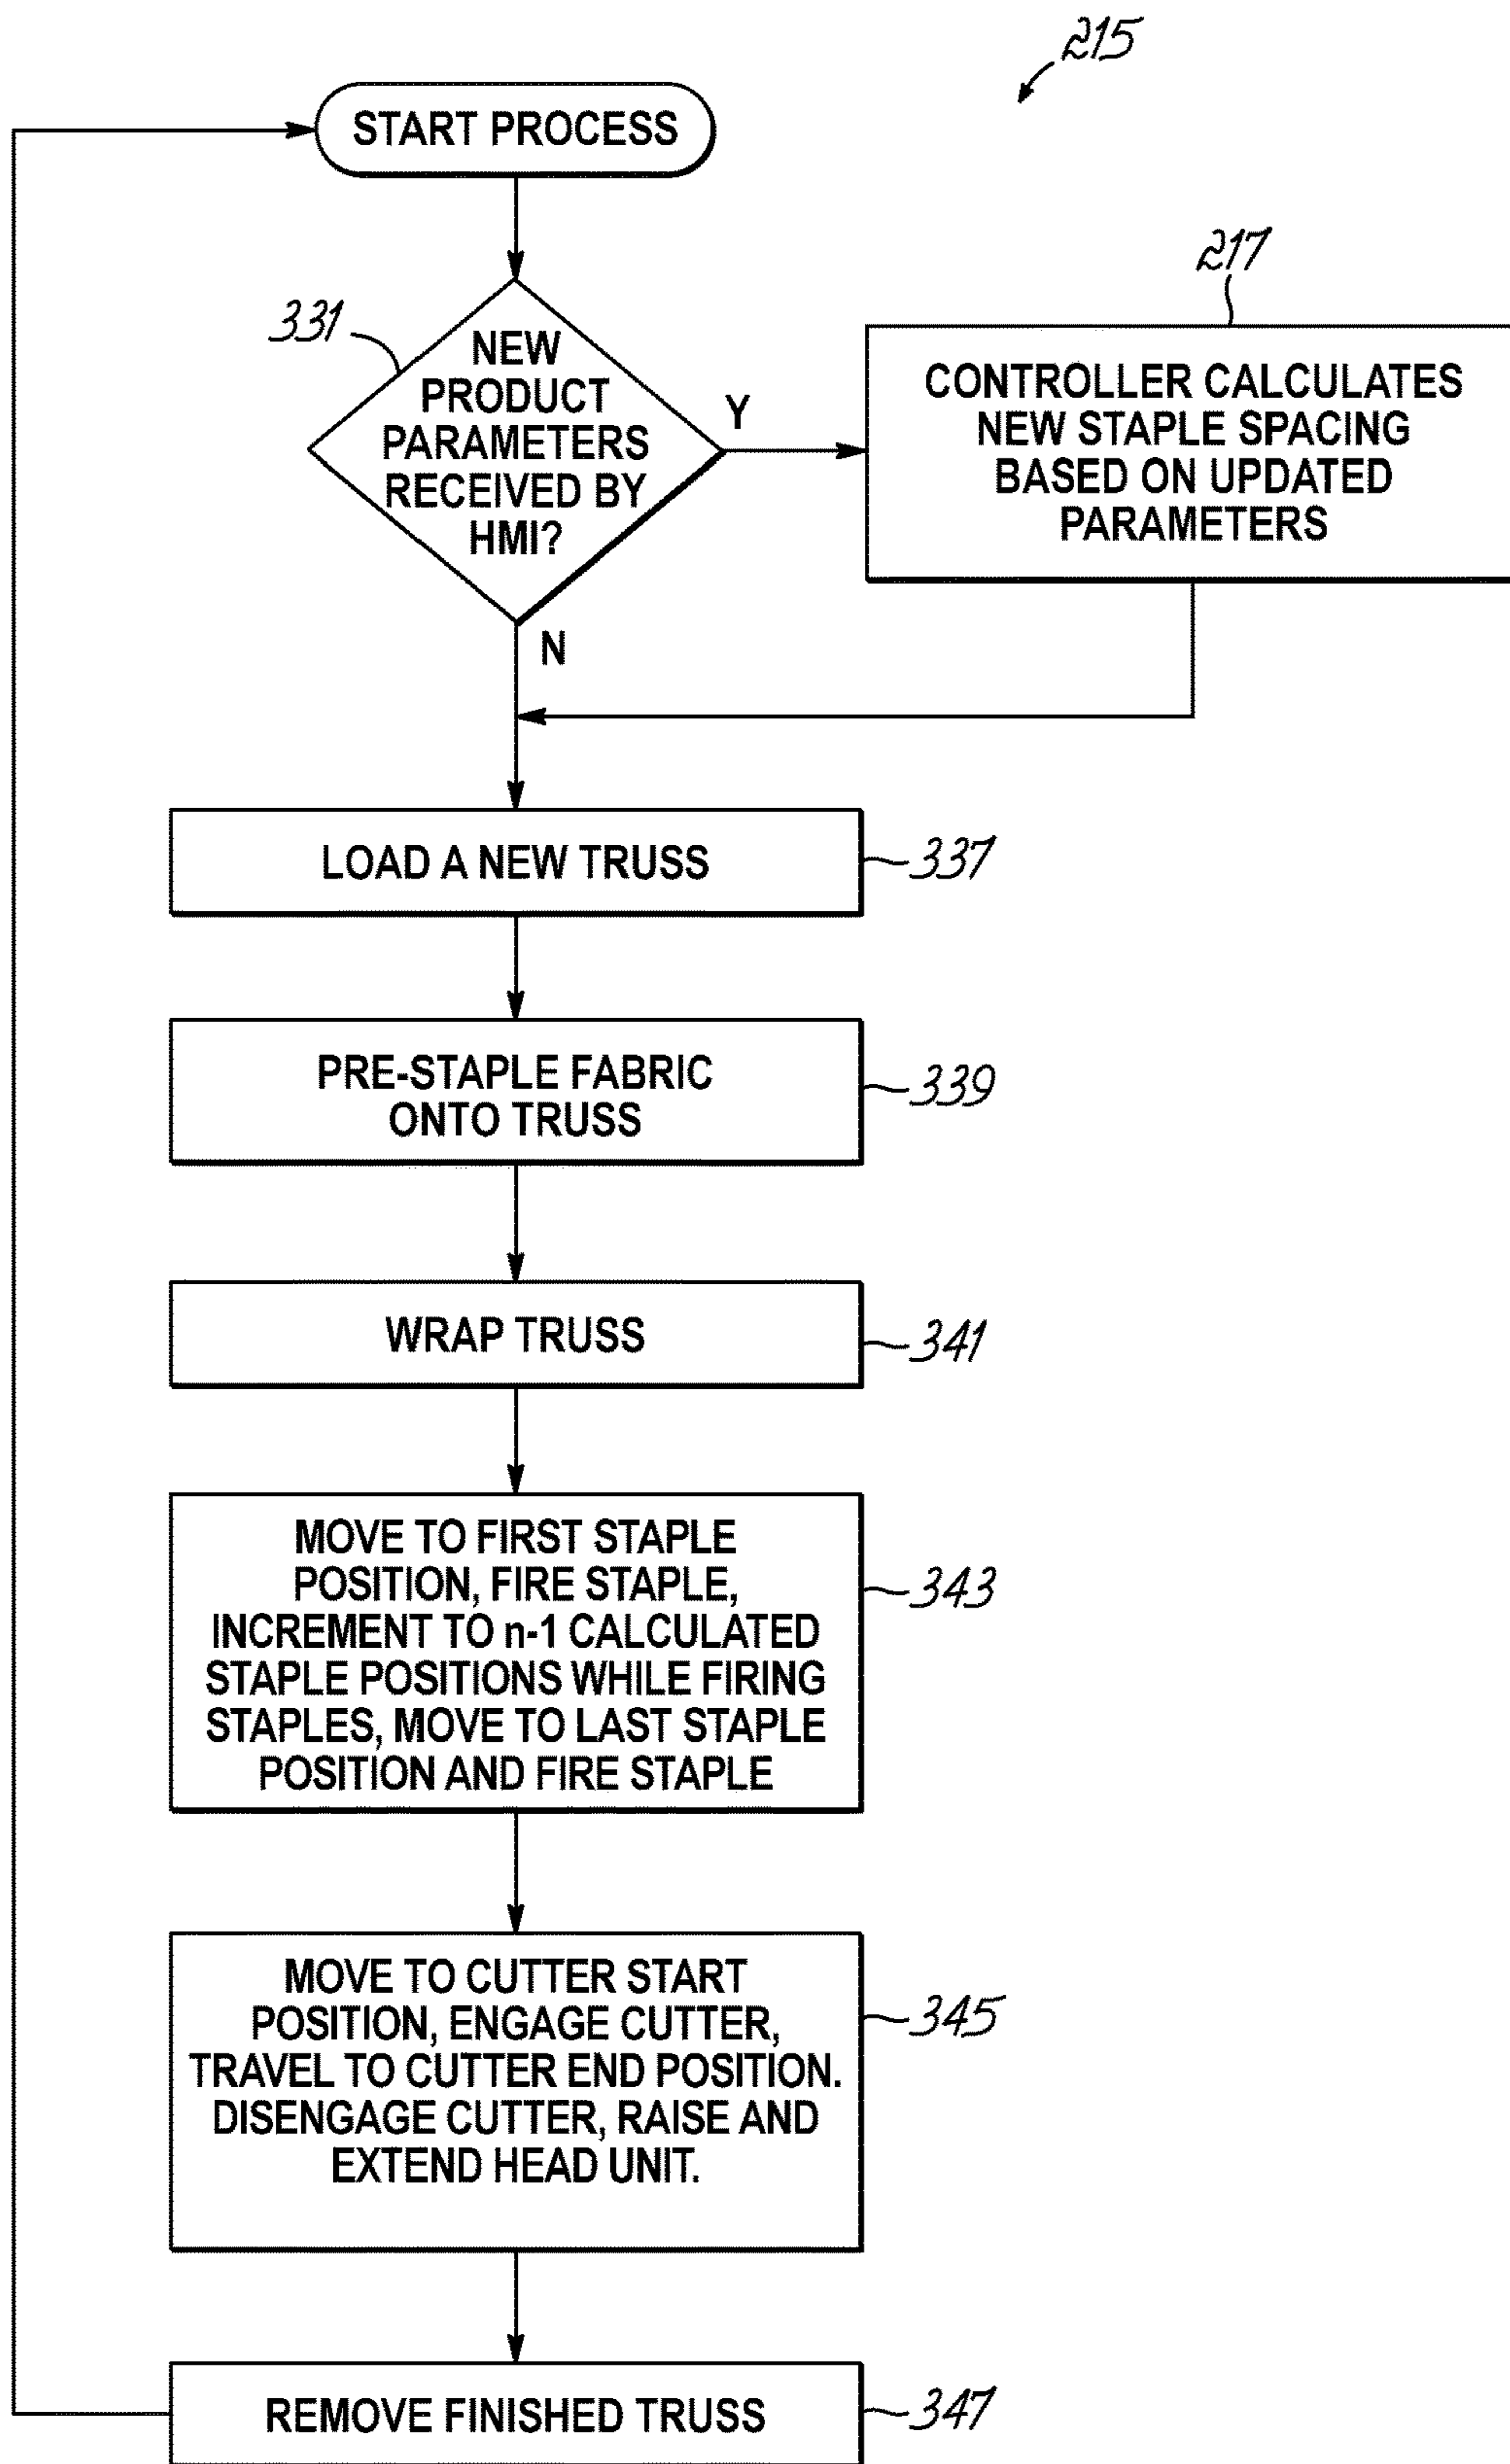 215
START PROCESS
217
331
NEW
PRODUCT
PARAMETERS
RECEIVED BY
HMI?
Y
N
CONTROLLER CALCULATES
NEW STAPLE SPACING
BASED ON UPDATED
PARAMETERS
LOAD A NEW TRUSS
337
PRE-STAPLE FABRIC
ONTO TRUSS
339
WRAP TRUSS
341
MOVE TO FIRST STAPLE
POSITION, FIRE STAPLE,
INCREMENT TO n-1 CALCULATED
STAPLE POSITIONS WHILE FIRING
STAPLES, MOVE TO LAST STAPLE
POSITION AND FIRE STAPLE
343
MOVE TO CUTTER START
POSITION, ENGAGE CUTTER,
TRAVEL TO CUTTER END POSITION.
DISENGAGE CUTTER, RAISE AND
EXTEND HEAD UNIT.
345
REMOVE FINISHED TRUSS
347